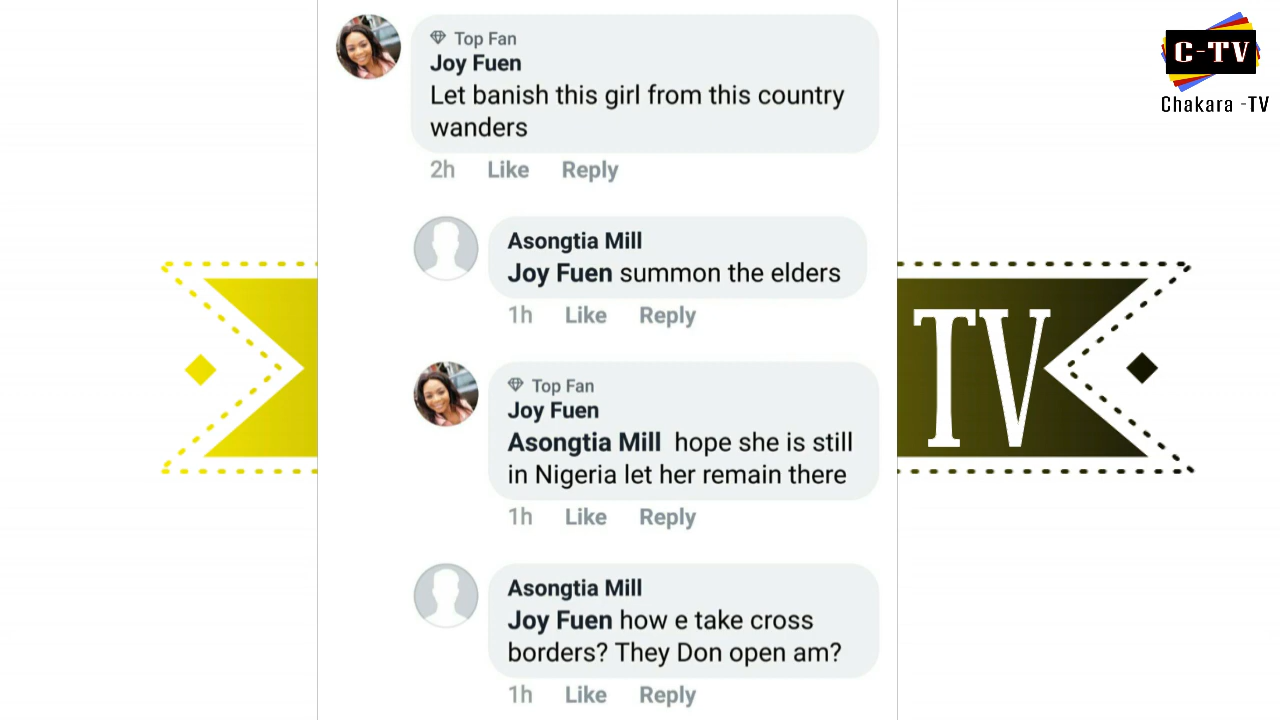 C-TV
Chakara -TV
Top Fan
Joy Fuen
Let banish this girl from this country
wanders
2h Like Reply
Asongtia Mill
Joy Fuen summon the elders
1h Like Reply
Top Fan
Joy Fuen
Asongtia Mill hope she is still
in Nigeria let her remain there
1h Like Reply
TV
Asongtia Mill
Joy Fuen how e take cross
borders? They Don open am?
1h Like Reply